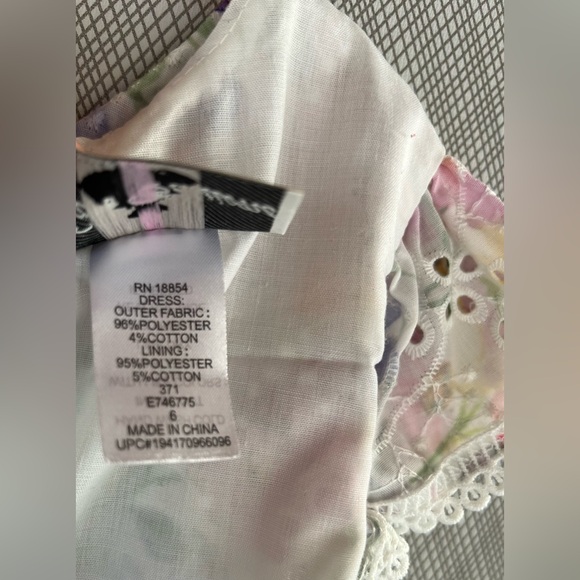 RN 18854
DRESS:
OUTER FABRIC:
96%POLYESTER
4%COTTON
LINING:
95%POLYESTER
5%COTTON
371
E746775
6
MADE IN CHINA
UPC#194170966096